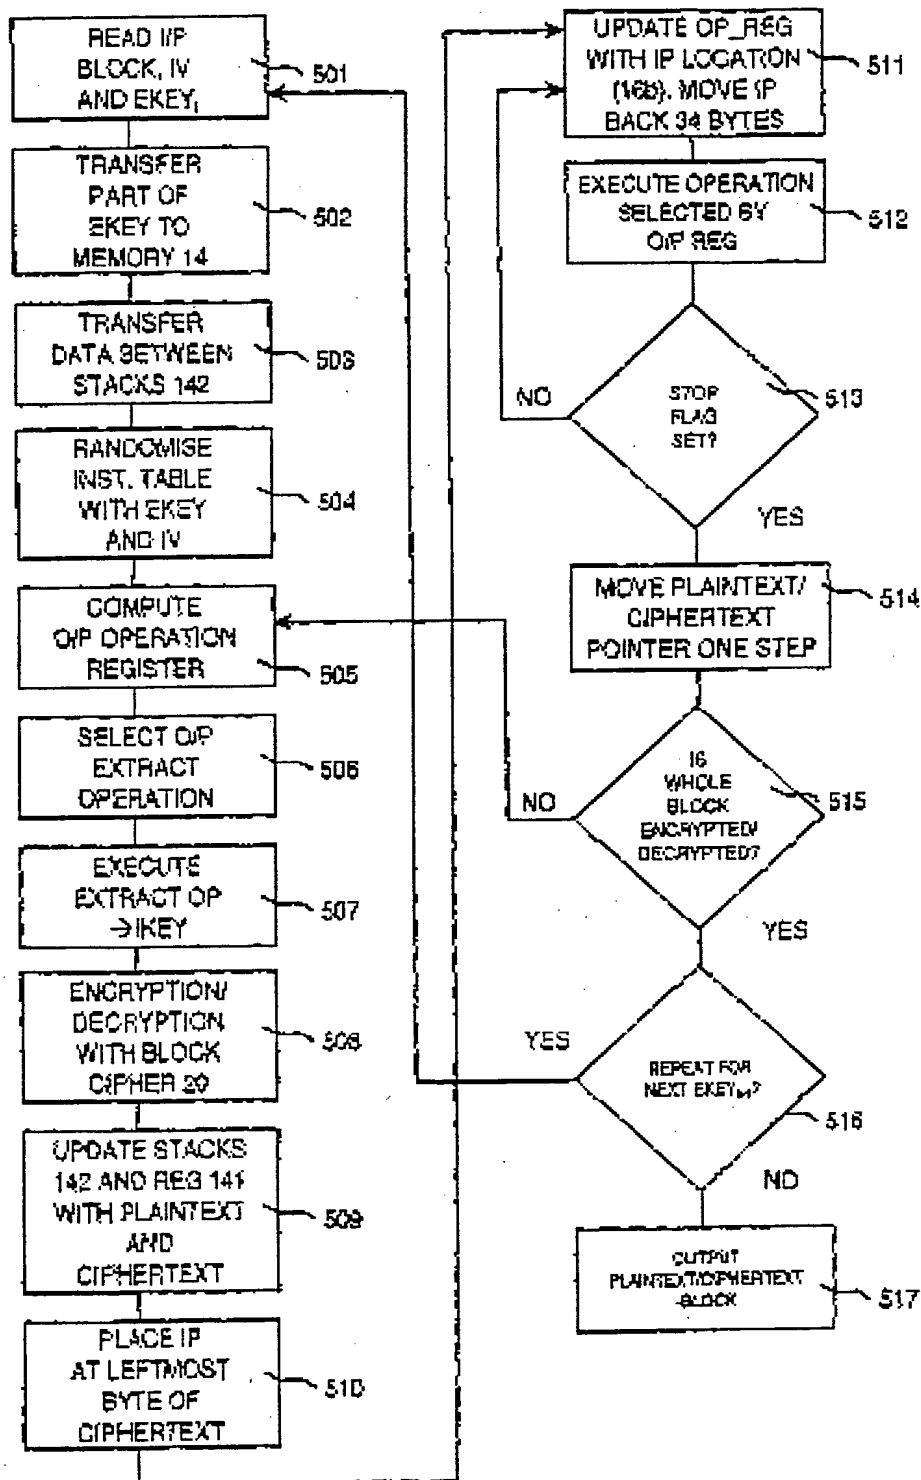 READ I/P
BLOCK, IV
AND EKEYi
501
TRANSFER
PART OF
EKEY TO
MEMORY 14
502
TRANSFER
DATA BETWEEN
STACKS 142
503
RANDOMISE
INST. TABLE
WITH EKEY
AND IV
504
COMPUTE
O/P OPERATION
REGISTER
505
SELECT O/P
EXTRACT
OPERATION
506
EXECUTE
EXTRACT OP
→IKEY
507
ENCRYPTION/
DECRYPTION
WITH BLOCK
CIPHER 20
508
UPDATE STACKS
142 AND REG 141
WITH PLAINTEXT
AND
CIPHERTEXT
509
PLACE IP
AT LEFTMOST
BYTE OF
CIPHERTEXT
510
UPDATE OP_REG
WITH IP LOCATION
(16b). MOVE IP
BACK 34 BYTES
511
EXECUTE OPERATION
SELECTED BY
O/P REG
512
STOP
FLAG
SET?
513
NO
YES
MOVE PLAINTEXT/
CIPHERTEXT
POINTER ONE STEP
514
IS
WHOLE
BLOCK
ENCRYPTED/
DECRYPTED?
515
NO
YES
REPEAT FOR
NEXT EKEYi+1?
516
YES
NO
OUTPUT
PLAINTEXT/CIPHERTEXT
-BLOCK
517